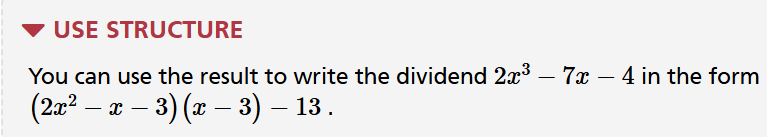 USE STRUCTURE
You can use the result to write the dividend 2x³ − 7x − 4 in the form
(2x² − x − 3)(x − 3) − 13 .